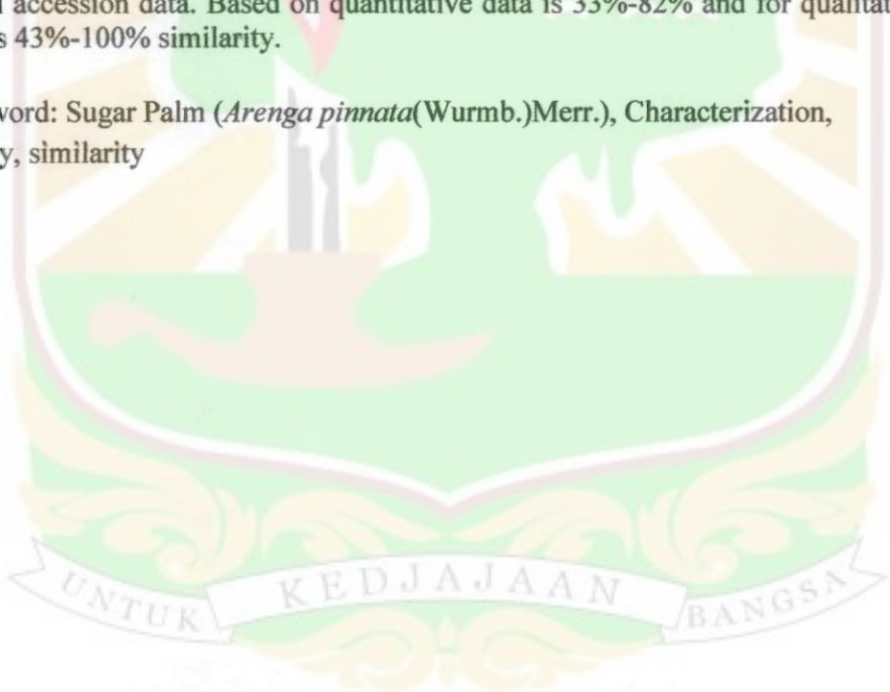 accession data. Based on quantitative data is 33%-82% and for qualitat
s 43%-100% similarity.
word: Sugar Palm (Arenga pinnata(Wurmb.)Merr.), Characterization,
y, similarity
UNTUK KEDJAJAAN BANGSA